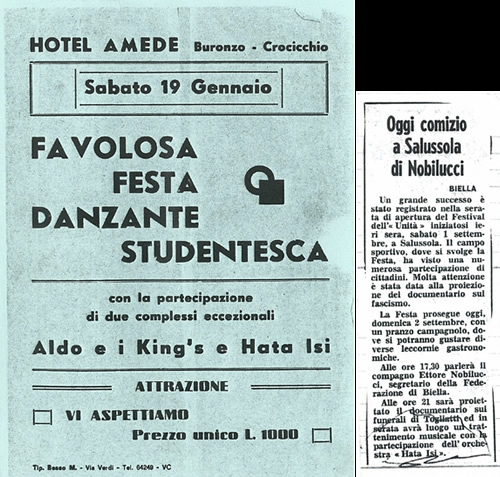 HOTEL AMEDE Buronzo - Crocicchio
Sabato 19 Gennaio
FAVOLOSA
FESTA
DANZANTE
STUDENTESCA
con la partecipazione
di due complessi eccezionali
Aldo e i King's e Hata Isi
ATTRAZIONE
VI ASPETTIAMO
Prezzo unico L. 1000
Tip. Basso M. - Via Verdi - Tel. 64249 - VC
Oggi comizio
a Salussola
di Nobilucci
BIELLA
Un grande successo è
stato registrato nella sera-
ta di apertura del Festival
dell'« Unità » iniziatosi ie-
ri sera, sabato 1 settem-
bre, a Salussola. Il campo
sportivo, dove si svolge la
Festa, ha visto una nu-
merosa partecipazione di
cittadini. Molta attenzione
è stata data alla proiezio-
ne del documentario sul
fascismo.
La Festa prosegue oggi,
domenica 2 settembre, con
un pranzo campagnolo, do-
ve si potranno gustare di-
verse leccornie gastrono-
miche.
Alle ore 17,30 parlerà il
compagno Ettore Nobiluc-
ci, segretario della Fede-
razione di Biella.
Alle ore 21 sarà proiet-
tato il documentario sui
funerali di Togliatti ed in
serata avrà luogo un trat-
tenimento musicale con la
partecipazione dell'orche-
stra « Hata Isi ».